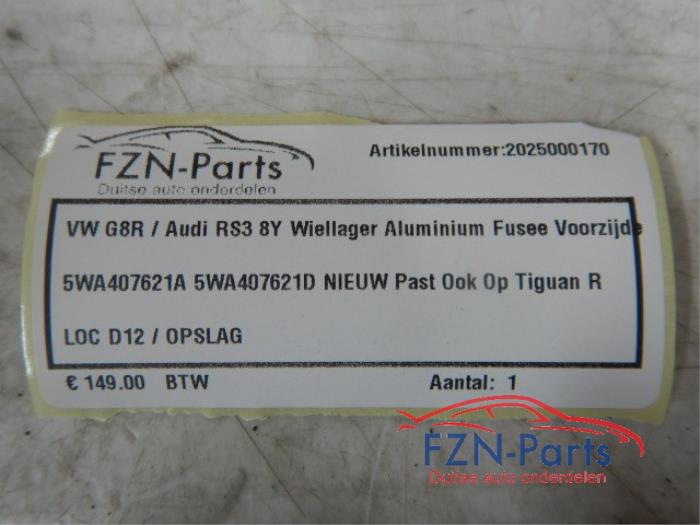 FZN-Parts
Duitse auto onderdelen
Artikelnummer:2025000170
VW G8R / Audi RS3 8Y Wiellager Aluminium Fusee Voorzijde
5WA407621A 5WA407621D NIEUW Past Ook Op Tiguan R
LOC D12 / OPSLAG
€ 149.00 BTW
Aantal: 1
FZN-Parts
Duitse auto onderdelen